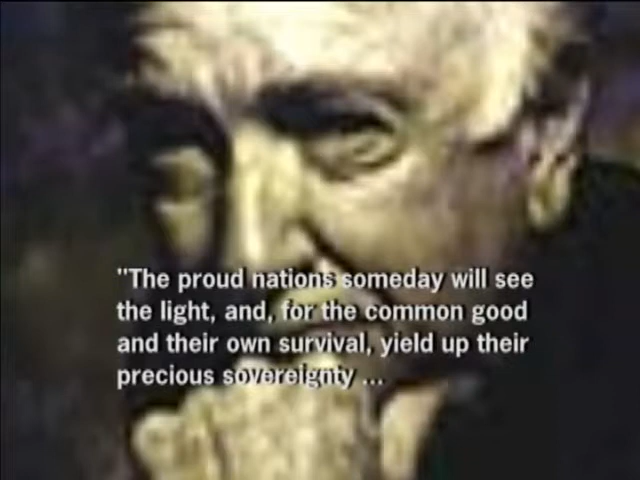 "The proud nations someday will see
the light, and, for the common good
and their own survival, yield up their
precious sovereignty ...